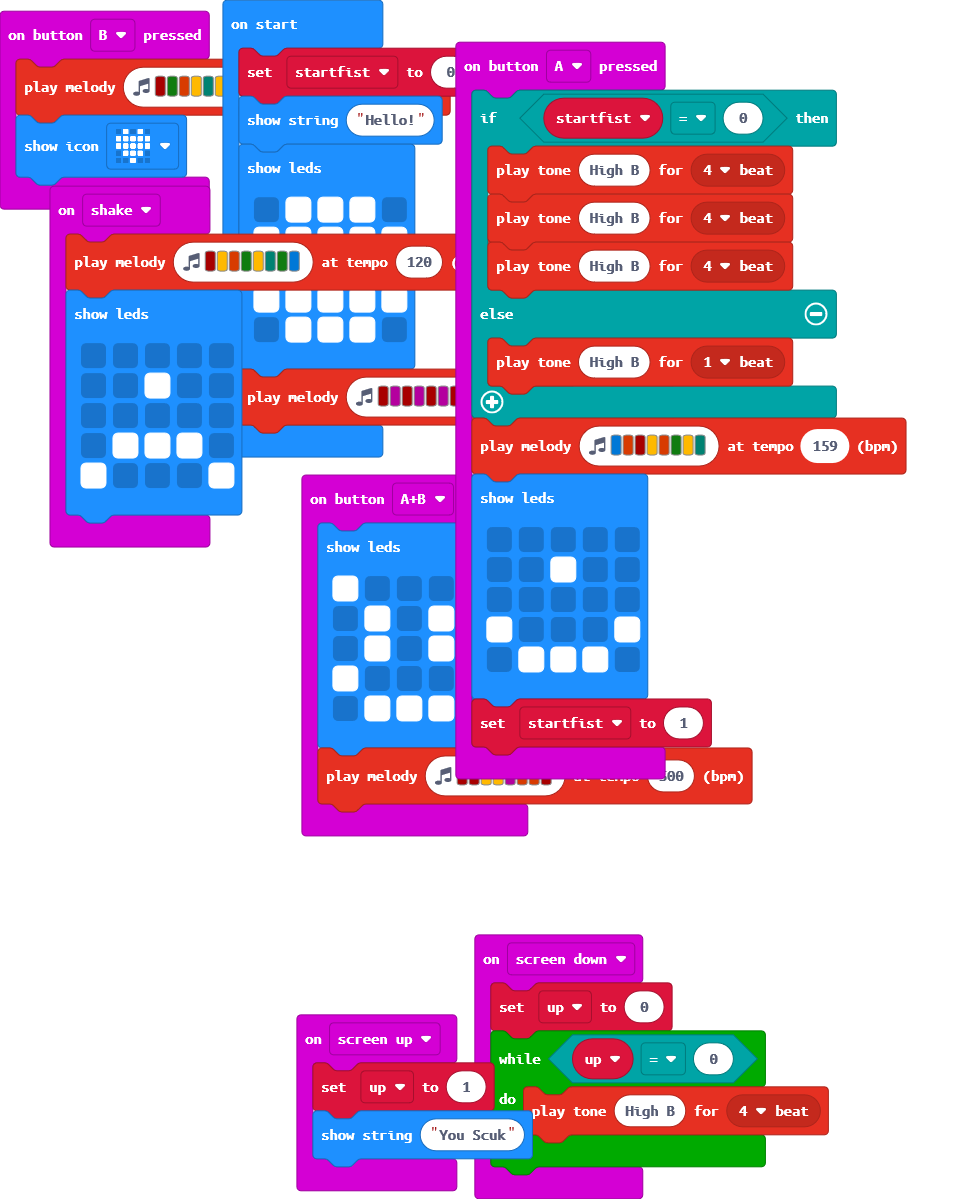 on button B pressed
play melody
show icon
on start
set startfist to 0
show string "Hello!"
show leds
play melody
on shake
play melody at tempo 120
show leds
on button A+B
show leds
play melody (bpm)
on button A pressed
if startfist = 0 then
play tone High B for 4 beat
play tone High B for 4 beat
play tone High B for 4 beat
else
play tone High B for 1 beat
play melody at tempo 159 (bpm)
show leds
set startfist to 1
on screen up
set up to 1
show string "You Scuk"
on screen down
set up to 0
while up = 0
do play tone High B for 4 beat